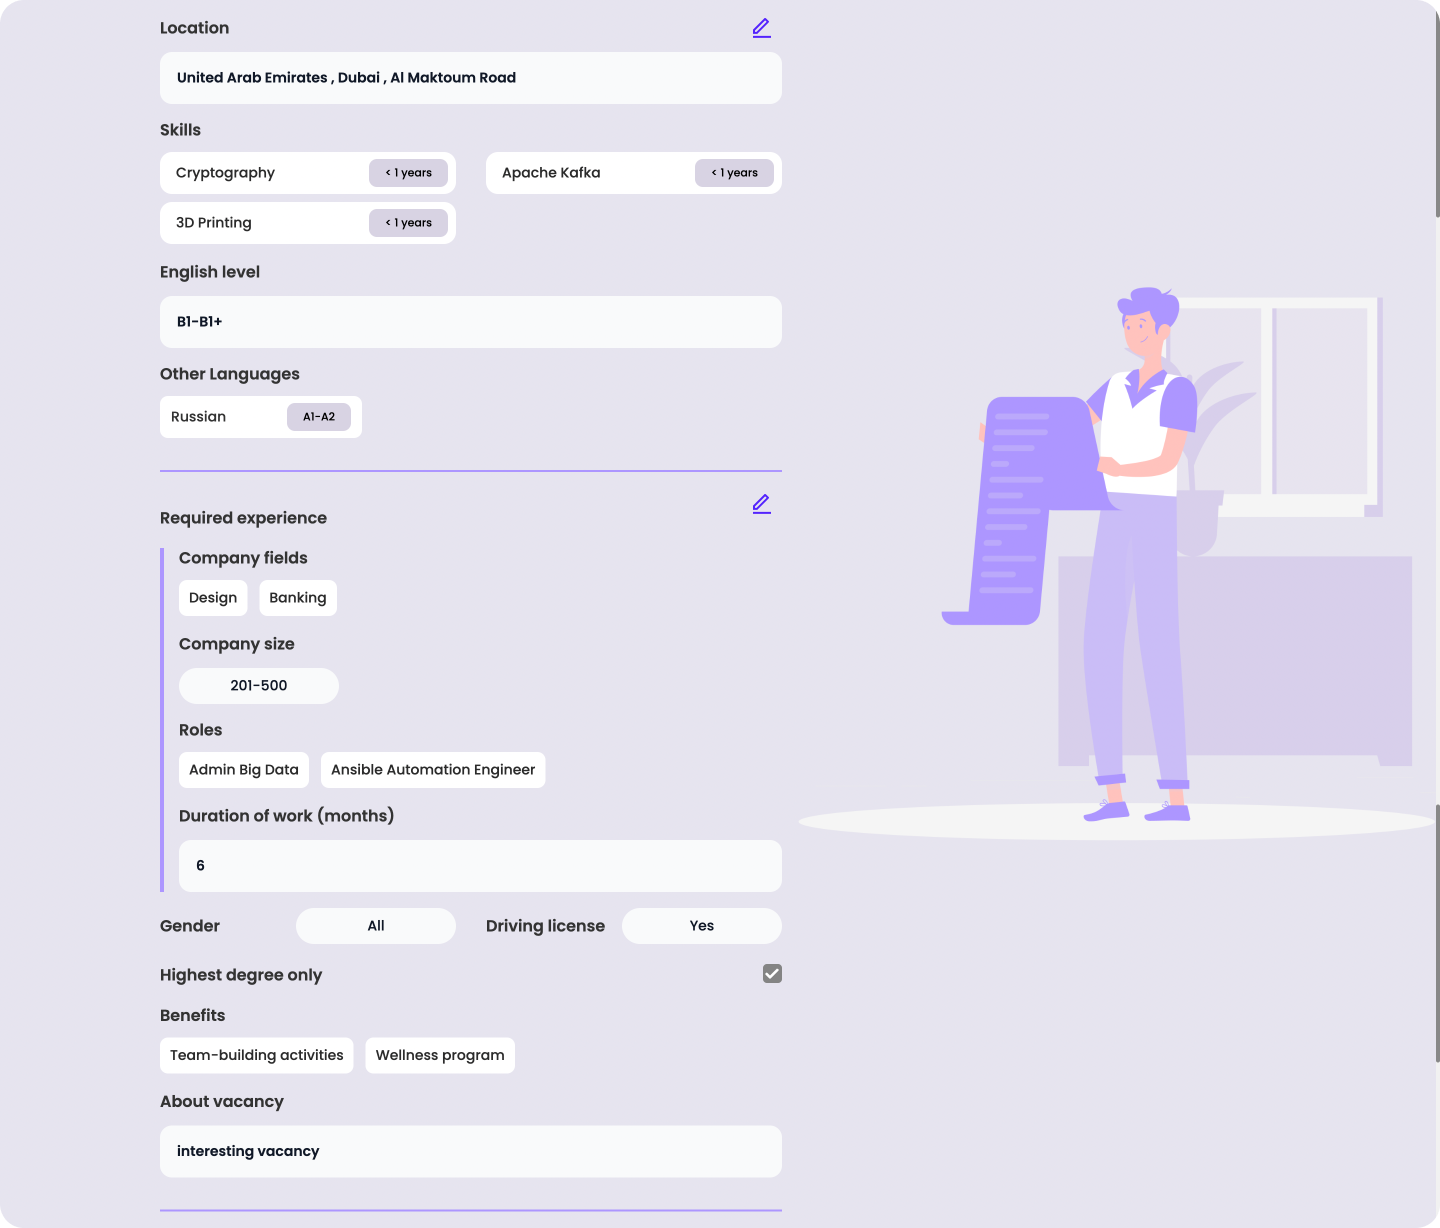 Location
United Arab Emirates , Dubai , Al Maktoum Road
Skills
Cryptography < 1 years Apache Kafka < 1 years
3D Printing < 1 years
English level
B1-B1+
Other Languages
Russian A1-A2
Required experience
Company fields
Design Banking
Company size
201-500
Roles
Admin Big Data Ansible Automation Engineer
Duration of work (months)
6
Gender All Driving license Yes
Highest degree only
Benefits
Team-building activities Wellness program
About vacancy
interesting vacancy